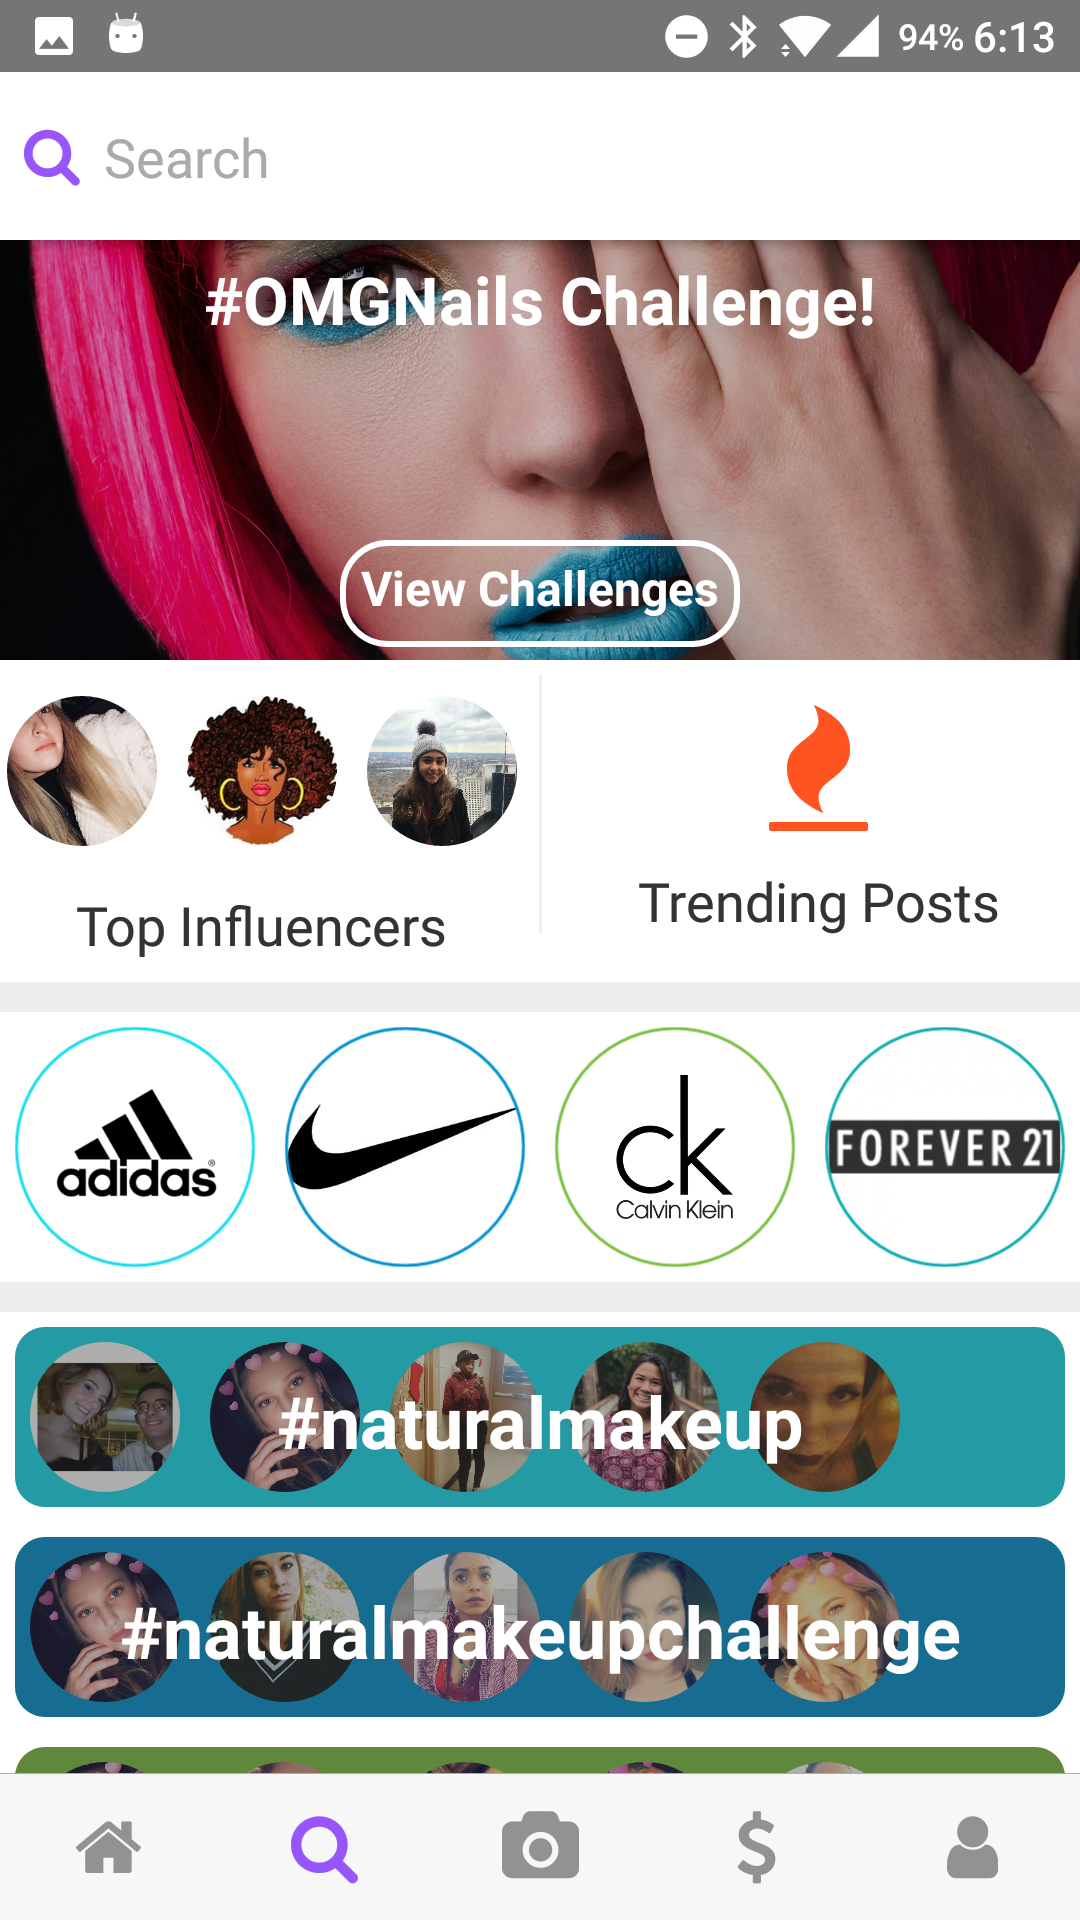 94% 6:13
Search
#OMGNails Challenge!
View Challenges
Top Influencers
Trending Posts
adidas®
ck
Calvin Klein
FOREVER 21
#naturalmakeup
#naturalmakeupchallenge